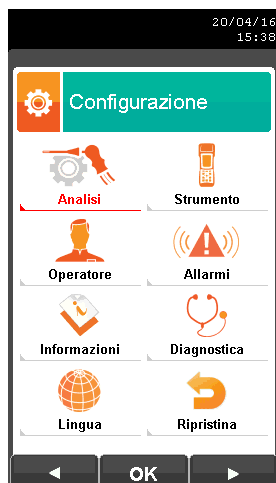 20/04/16
15:38
Configurazione
Analisi
Strumento
Operatore
Allarmi
Informazioni
Diagnostica
Lingua
Ripristina
OK